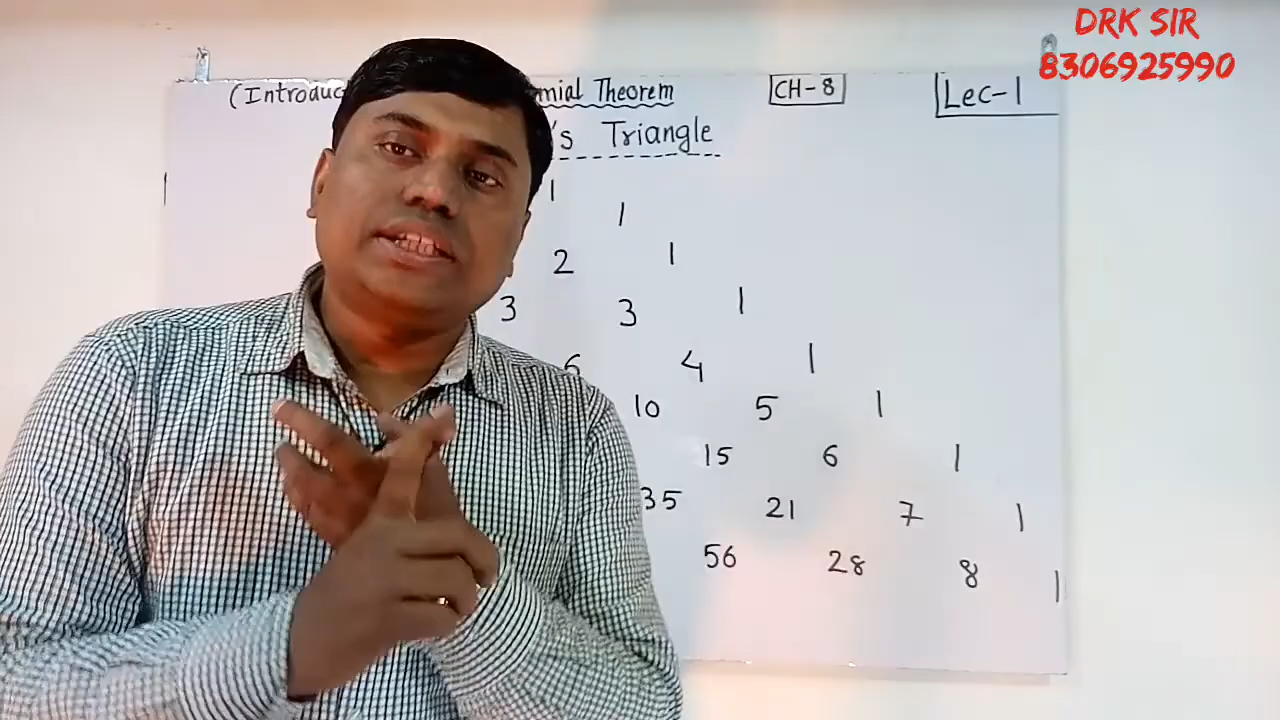 DRK SIR
8306925990
(Introduc mial Theorem CH-8 Lec-1
's Triangle
1
1
2 1
3 3 1
6 4 1
10 5 1
15 6 1
35 21 7 1
56 28 8 1